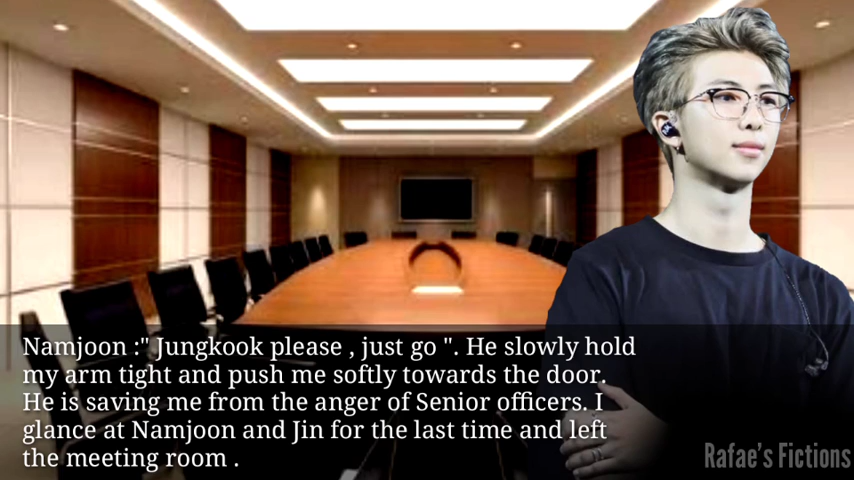 Namjoon :" Jungkook please , just go ". He slowly hold
my arm tight and push me softly towards the door.
He is saving me from the anger of Senior officers. I
glance at Namjoon and Jin for the last time and left
the meeting room .
Rafae's Fictions